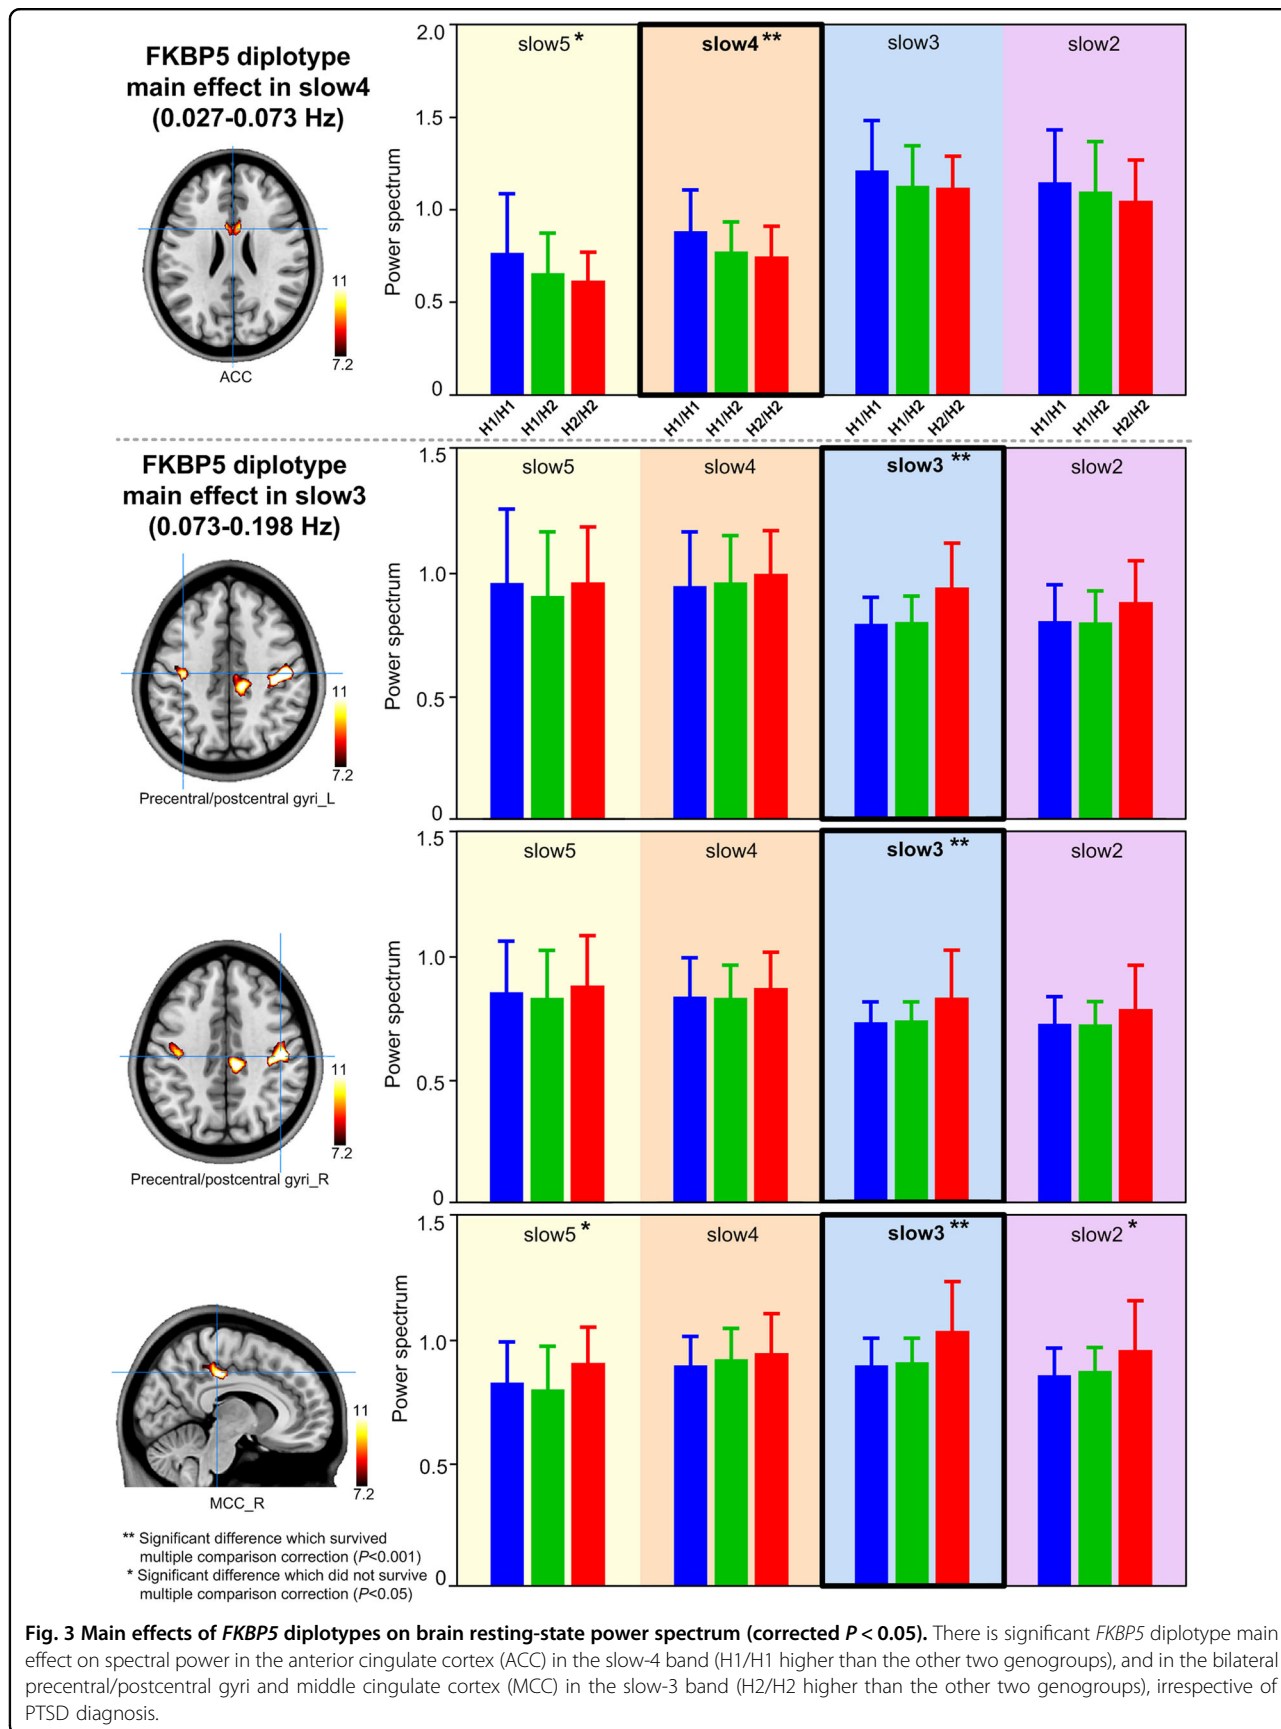 FKBP5 diplotype
main effect in slow4
(0.027-0.073 Hz)
11
7.2
ACC
Power spectrum
2.0
1.5
1.0
0.5
0
slow5 *
slow4 **
slow3
slow2
H1/H1 H1/H2 H2/H2 H1/H1 H1/H2 H2/H2 H1/H1 H1/H2 H2/H2 H1/H1 H1/H2 H2/H2
FKBP5 diplotype
main effect in slow3
(0.073-0.198 Hz)
11
7.2
Precentral/postcentral gyri_L
Power spectrum
1.5
1.0
0.5
0
slow5
slow4
slow3 **
slow2
11
7.2
Precentral/postcentral gyri_R
Power spectrum
1.5
1.0
0.5
0
slow5
slow4
slow3 **
slow2
11
7.2
MCC_R
Power spectrum
1.5
1.0
0.5
0
slow5 *
slow4
slow3 **
slow2 *
** Significant difference which survived
multiple comparison correction (P<0.001)
* Significant difference which did not survive
multiple comparison correction (P<0.05)
Fig. 3 Main effects of FKBP5 diplotypes on brain resting-state power spectrum (corrected P < 0.05). There is significant FKBP5 diplotype main
effect on spectral power in the anterior cingulate cortex (ACC) in the slow-4 band (H1/H1 higher than the other two genogroups), and in the bilateral
precentral/postcentral gyri and middle cingulate cortex (MCC) in the slow-3 band (H2/H2 higher than the other two genogroups), irrespective of
PTSD diagnosis.